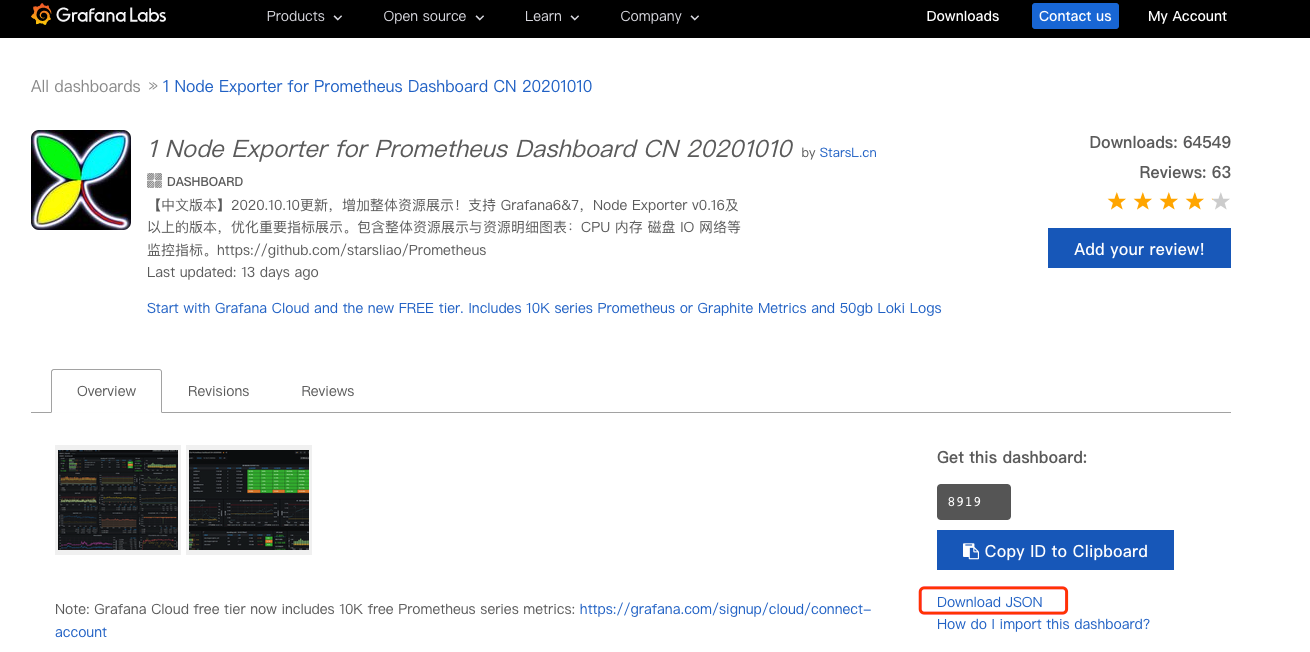 Grafana Labs
Products
Open source
Learn
Company
Downloads
Contact us
My Account
All dashboards » 1 Node Exporter for Prometheus Dashboard CN 20201010
1 Node Exporter for Prometheus Dashboard CN 20201010 by StarsL.cn
DASHBOARD
【中文版本】2020.10.10更新，增加整体资源展示！支持 Grafana6&7，Node Exporter v0.16及
以上的版本，优化重要指标展示。包含整体资源展示与资源明细图表：CPU 内存 磁盘 IO 网络等
监控指标。https://github.com/starsliao/Prometheus
Last updated: 13 days ago
Start with Grafana Cloud and the new FREE tier. Includes 10K series Prometheus or Graphite Metrics and 50gb Loki Logs
Downloads: 64549
Reviews: 63
Add your review!
Overview
Revisions
Reviews
Get this dashboard:
8919
Copy ID to Clipboard
Download JSON
How do I import this dashboard?
Note: Grafana Cloud free tier now includes 10K free Prometheus series metrics: https://grafana.com/signup/cloud/connect-
account